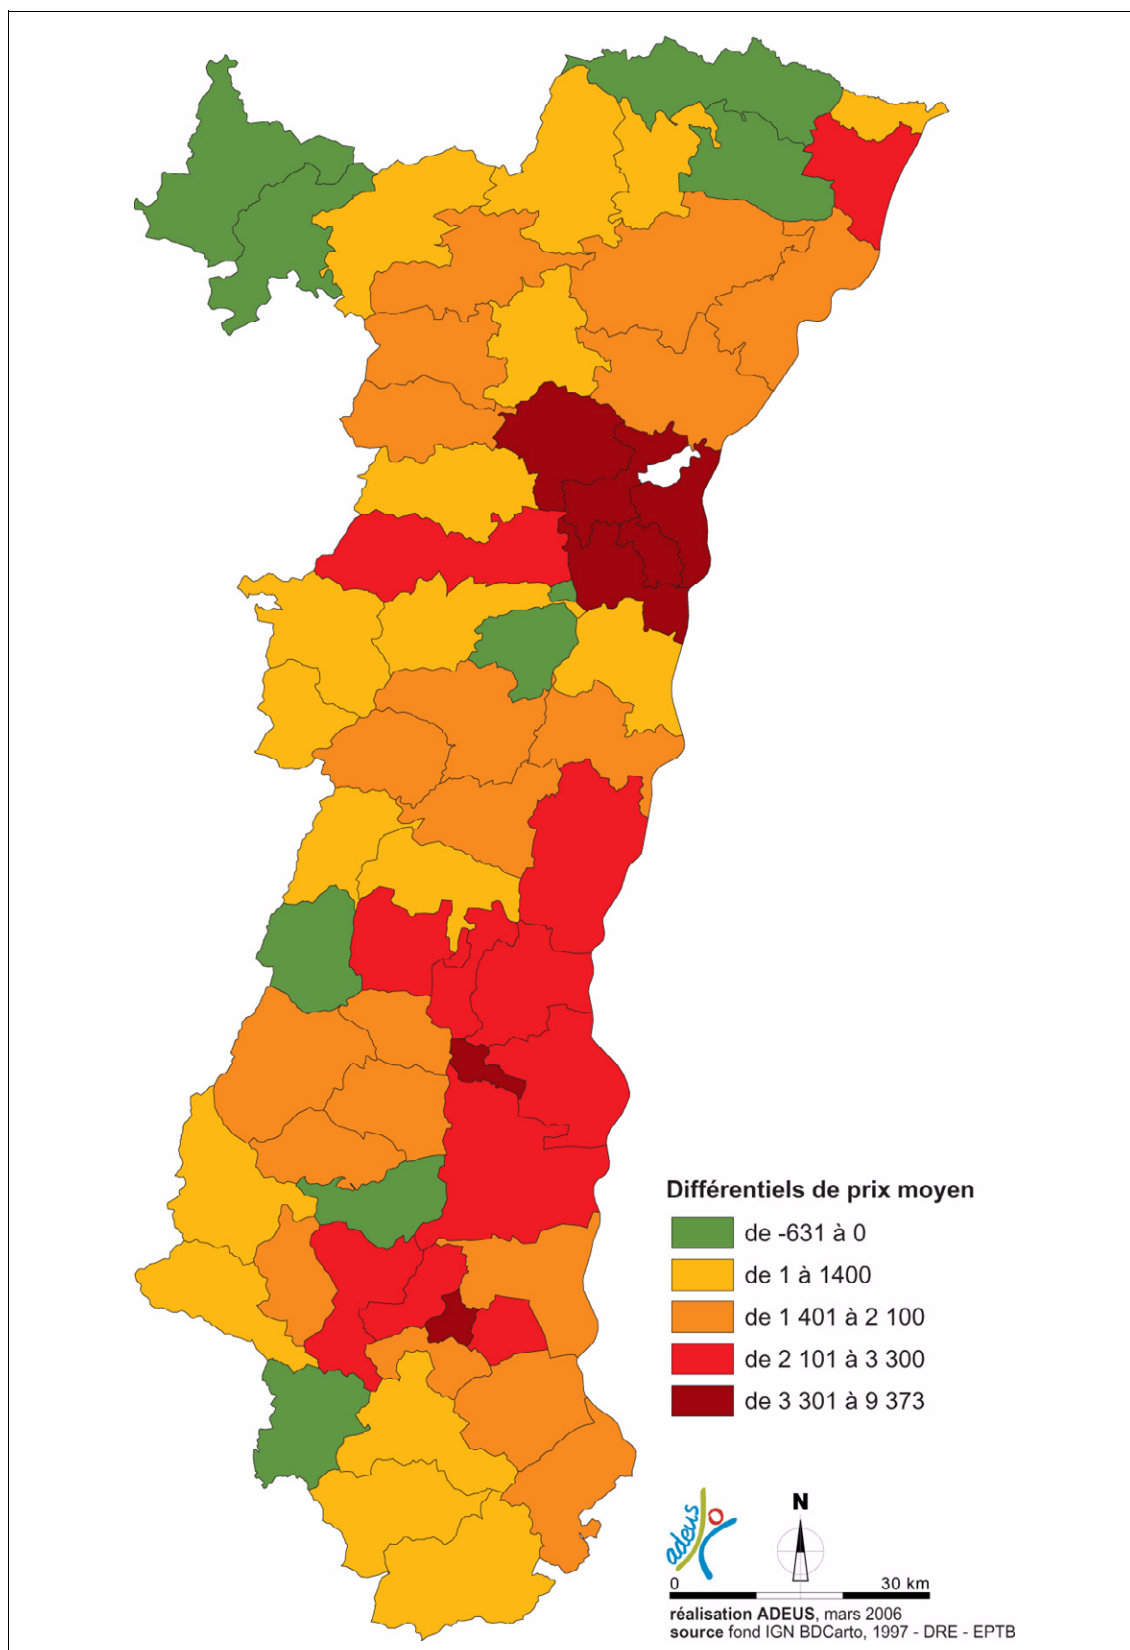 Différentiels de prix moyen
de -631 à 0
de 1 à 1400
de 1 401 à 2 100
de 2 101 à 3 300
de 3 301 à 9 373
adeus
N
0 30 km
réalisation ADEUS, mars 2006
source fond IGN BDCarto, 1997 - DRE - EPTB